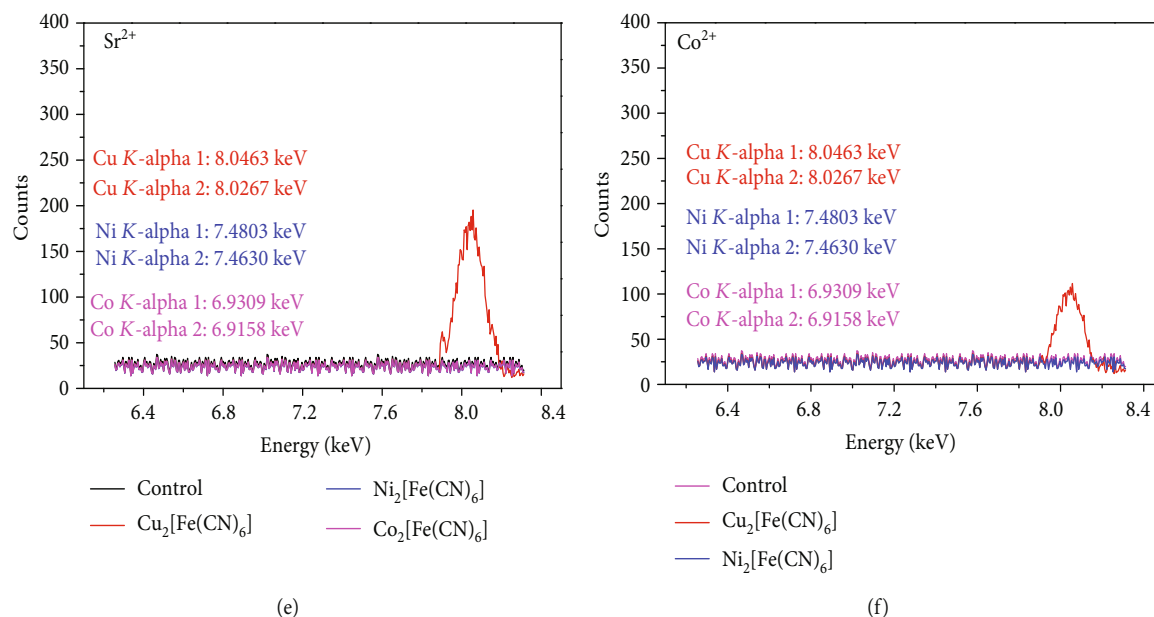 400
350
300
250
200
150
100
50
0
Counts
Sr²⁺
Cu K-alpha 1: 8.0463 keV
Cu K-alpha 2: 8.0267 keV
Ni K-alpha 1: 7.4803 keV
Ni K-alpha 2: 7.4630 keV
Co K-alpha 1: 6.9309 keV
Co K-alpha 2: 6.9158 keV
6.4 6.8 7.2 7.6 8.0 8.4
Energy (keV)
Control
Cu₂[Fe(CN)₆]
Ni₂[Fe(CN)₆]
Co₂[Fe(CN)₆]
(e)
400
350
300
250
200
150
100
50
0
Counts
Co²⁺
Cu K-alpha 1: 8.0463 keV
Cu K-alpha 2: 8.0267 keV
Ni K-alpha 1: 7.4803 keV
Ni K-alpha 2: 7.4630 keV
Co K-alpha 1: 6.9309 keV
Co K-alpha 2: 6.9158 keV
6.4 6.8 7.2 7.6 8.0 8.4
Energy (keV)
Control
Cu₂[Fe(CN)₆]
Ni₂[Fe(CN)₆]
(f)